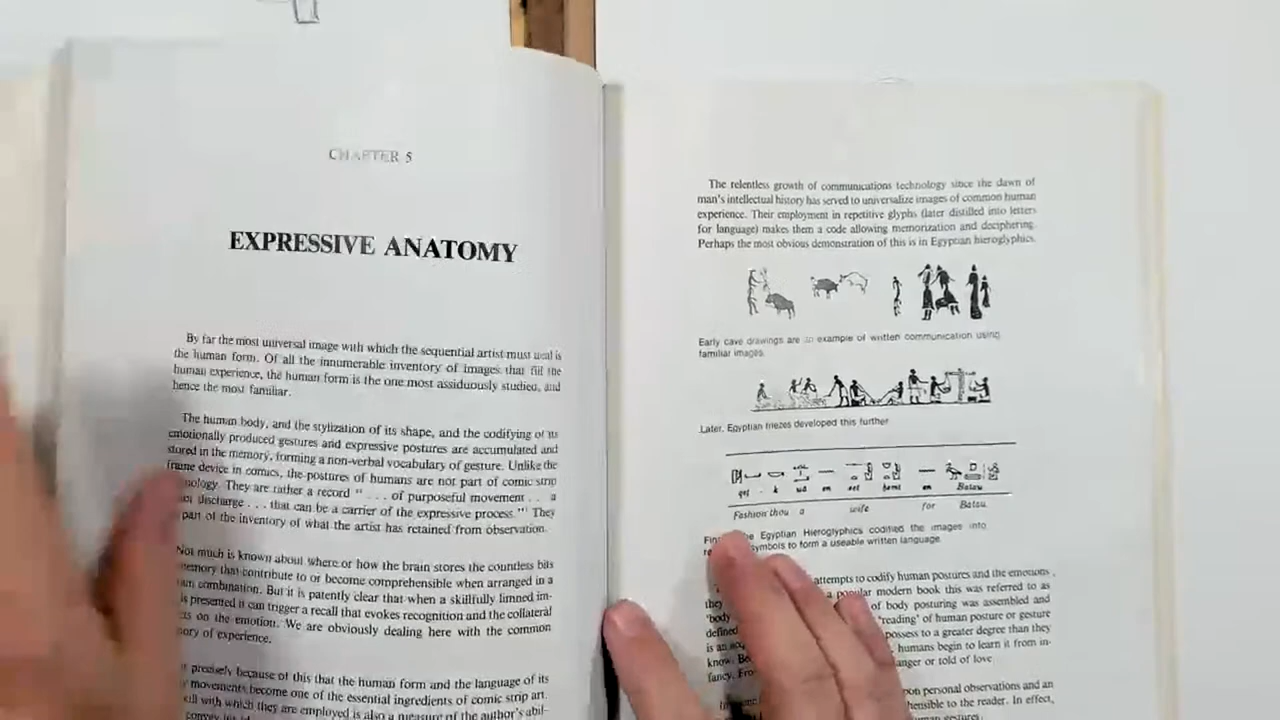 CHAPTER 5
EXPRESSIVE ANATOMY
By far the most universal image with which the sequential artist must deal is
the human form. Of all the innumerable inventory of images that fill the
human experience, the human form is the one most assiduously studied, and
hence the most familiar.
The human body, and the stylization of its shape, and the codifying of its
emotionally produced gestures and expressive postures are accumulated and
stored in the memory, forming a non-verbal vocabulary of gesture. Unlike the
frame device in comics, the postures of humans are not part of comic strip
nology. They are rather a record " . . . of purposeful movement . . a
discharge . . . that can be a carrier of the expressive process." They
part of the inventory of what the artist has retained from observation.
Not much is known about where or how the brain stores the countless bits
memory that contribute to or become comprehensible when arranged in a
combination. But it is patently clear that when a skillfully limned im-
is presented it can trigger a recall that evokes recognition and the collateral
on the emotion. We are obviously dealing here with the common
ory of experience.
precisely because of this that the human form and the language of its
movements become one of the essential ingredients of comic strip art.
with which they are employed is also a measure of the author's abil-
convey
The relentless growth of communications technology since the dawn of
man's intellectual history has served to universalize images of common human
experience. Their employment in repetitive glyphs (later distilled into letters
for language) makes them a code allowing memorization and deciphering.
Perhaps the most obvious demonstration of this is in Egyptian hieroglyphics.
Early cave drawings are an example of written communication using
familiar images.
Later, Egyptian friezes developed this further
Fashion thou a wife for Batau
Egyptian Hieroglyphics codified the images into
symbols to form a useable written language
attempts to codify human postures and the emotions
they a popular modern book this was referred to as
'body of body posturing was assembled and
defined 'reading' of human posture or gesture
is an possess to a greater degree than they
know. humans begin to learn it from in-
fancy. anger or told of love
upon personal observations and an
hensible to the reader. In effect,
human gestures.